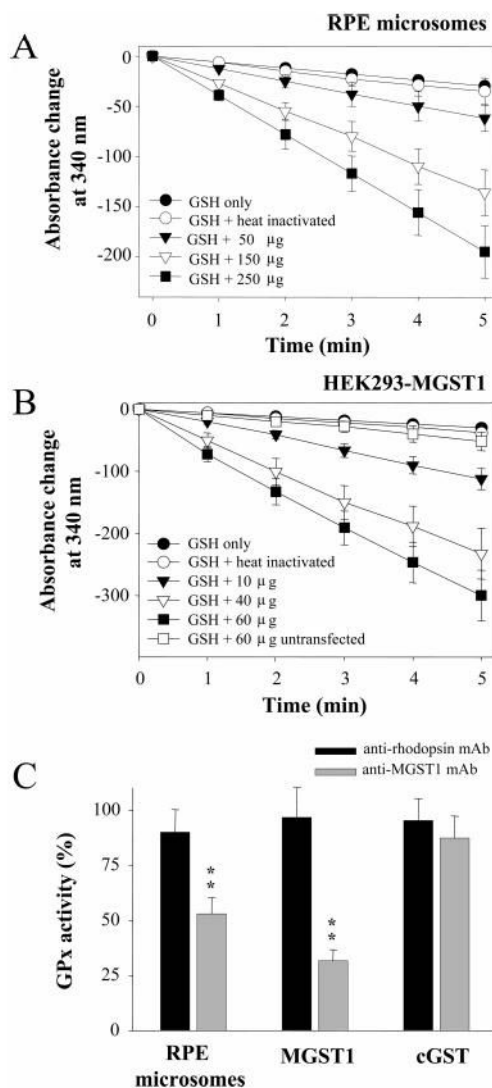 A
RPE microsomes
0
-50
-100
-150
-200
Absorbance change
at 340 nm
GSH only
GSH + heat inactivated
GSH + 50 µg
GSH + 150 µg
GSH + 250 µg
0 1 2 3 4 5
Time (min)
B
HEK293-MGST1
0
-100
-200
-300
Absorbance change
at 340 nm
GSH only
GSH + heat inactivated
GSH + 10 µg
GSH + 40 µg
GSH + 60 µg
GSH + 60 µg untransfected
0 1 2 3 4 5
Time (min)
C
anti-rhodopsin mAb
anti-MGST1 mAb
100
75
50
25
0
GPx activity (%)
**
**
RPE
microsomes
MGST1
cGST